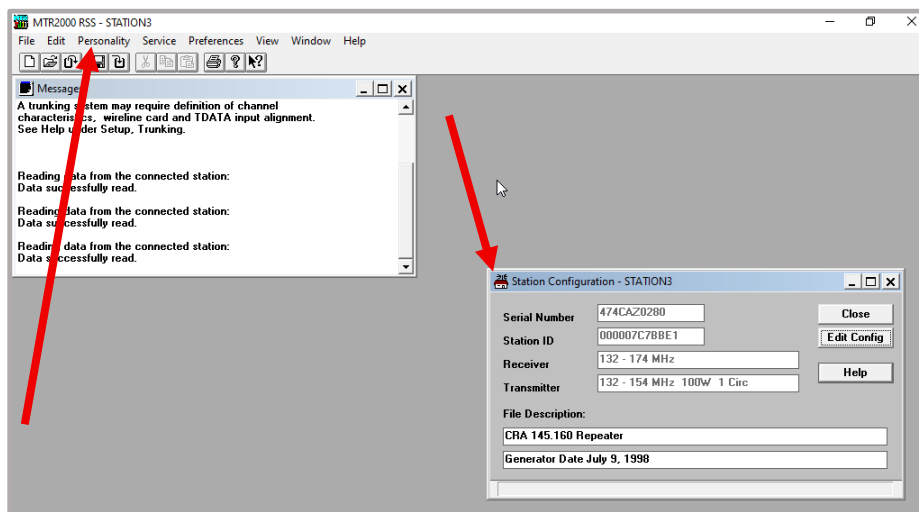 MTR2000 RSS - STATION3
File Edit Personality Service Preferences View Window Help
Messages
A trunking system may require definition of channel
characteristics, wireline card and TDATA input alignment.
See Help under Setup, Trunking.
Reading data from the connected station:
Data successfully read.
Reading data from the connected station:
Data successfully read.
Reading data from the connected station:
Data successfully read.
Station Configuration - STATION3
Serial Number 474CAZ0280 Close
Station ID 000007C7BBE1 Edit Config
Receiver 132 - 174 MHz Help
Transmitter 132 - 154 MHz 100W 1 Circ
File Description:
CRA 145.160 Repeater
Generator Date July 9, 1998